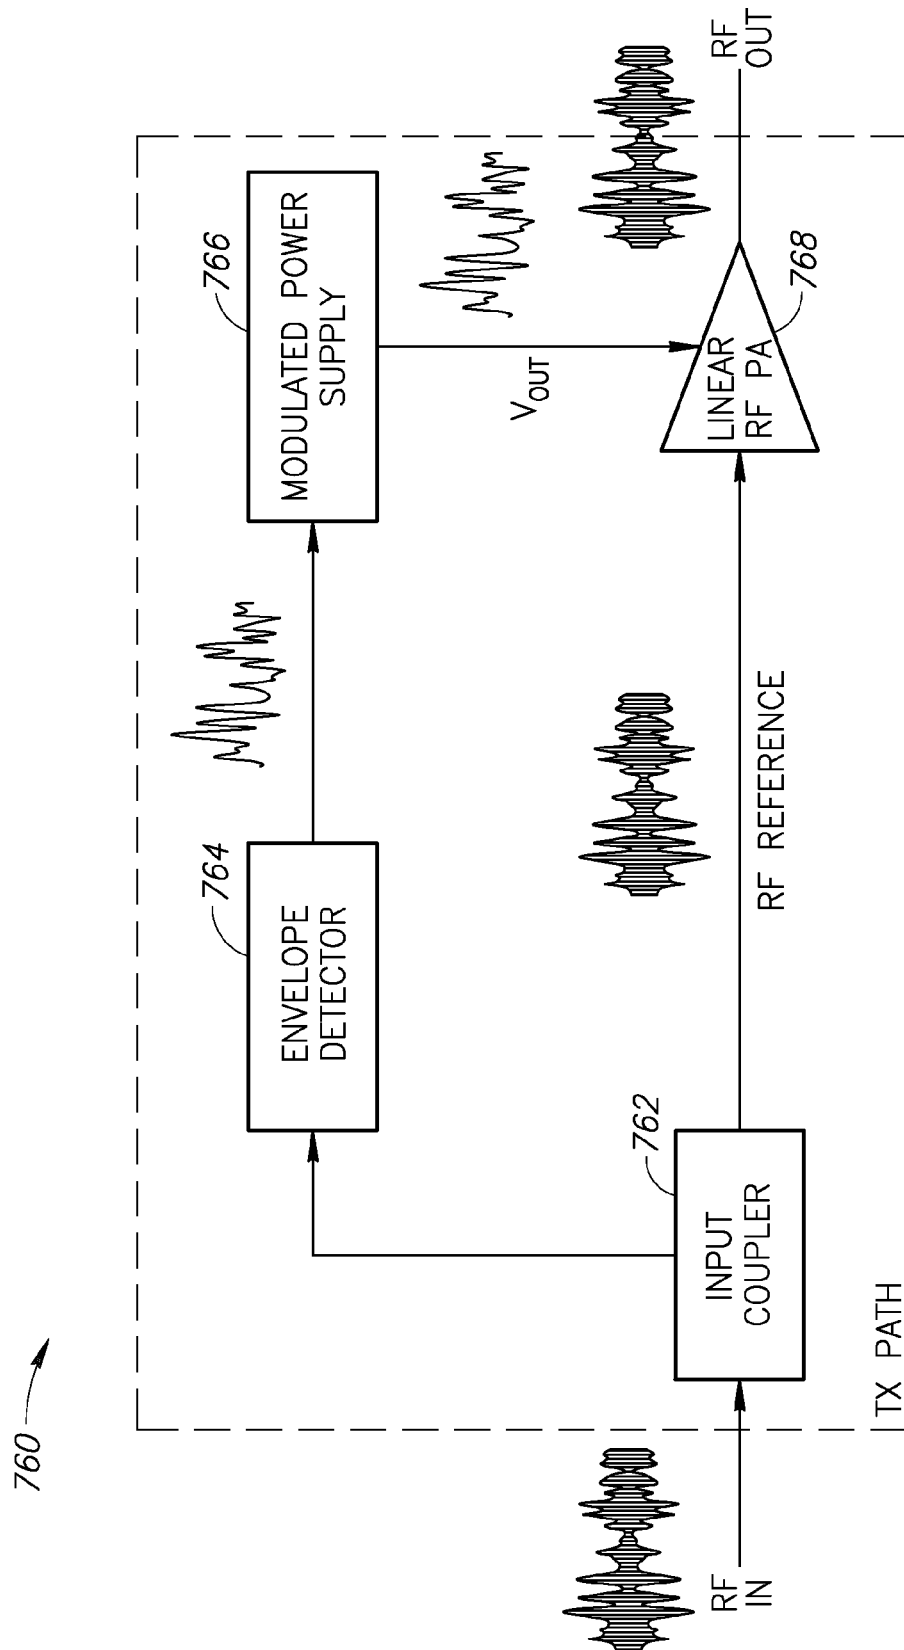 760
TX PATH
RF
IN
INPUT
COUPLER
762
ENVELOPE
DETECTOR
764
MODULATED POWER
SUPPLY
766
VOUT
RF REFERENCE
LINEAR
RF PA
768
RF
OUT